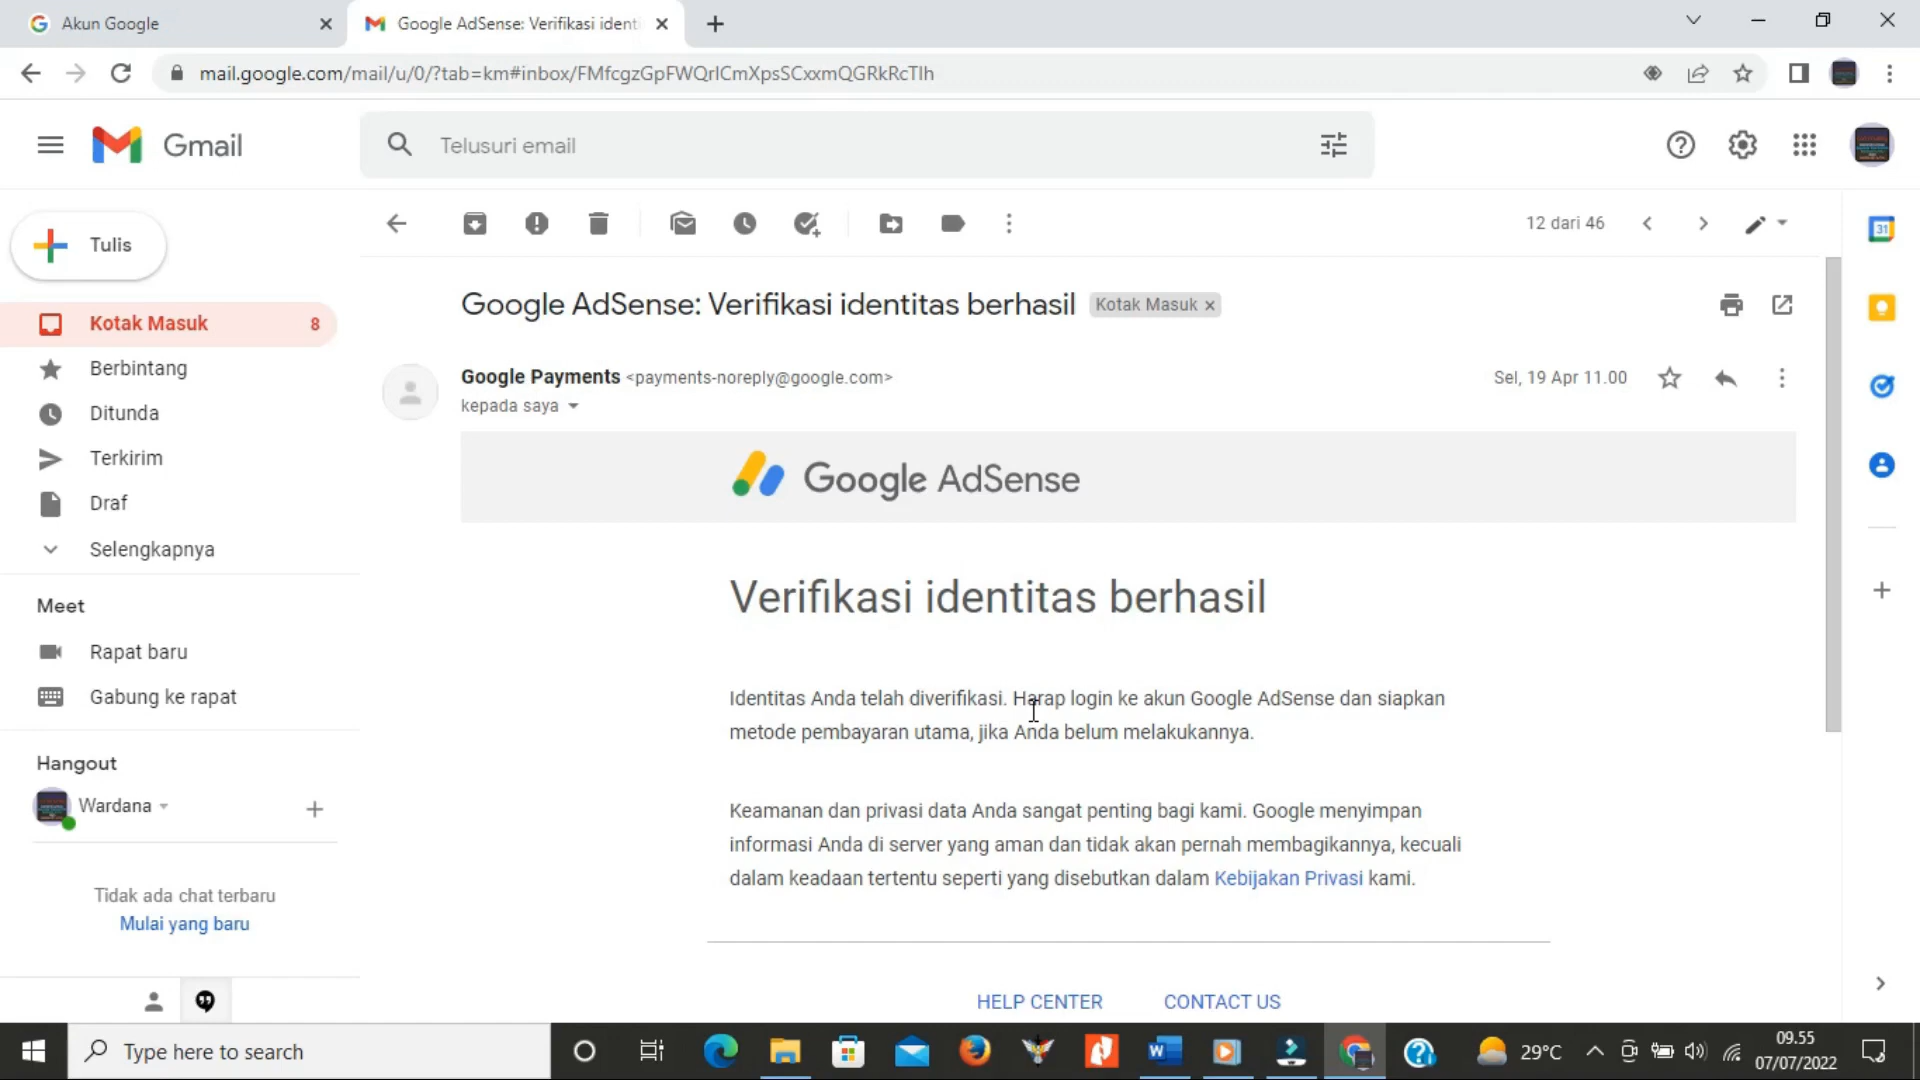 Akun Google
Google AdSense: Verifikasi identi
mail.google.com/mail/u/0/?tab=km#inbox/FMfcgzGpFWQrlCmXpsSCxxmQGRkRcTlh
Gmail
Telusuri email
Tulis
12 dari 46
Kotak Masuk 8
Berbintang
Ditunda
Terkirim
Draf
Selengkapnya
Meet
Rapat baru
Gabung ke rapat
Hangout
Wardana
Tidak ada chat terbaru
Mulai yang baru
Google AdSense: Verifikasi identitas berhasil Kotak Masuk x
Google Payments <payments-noreply@google.com>
Sel, 19 Apr 11.00
kepada saya
Google AdSense
Verifikasi identitas berhasil
Identitas Anda telah diverifikasi. Harap login ke akun Google AdSense dan siapkan
metode pembayaran utama, jika Anda belum melakukannya.
Keamanan dan privasi data Anda sangat penting bagi kami. Google menyimpan
informasi Anda di server yang aman dan tidak akan pernah membagikannya, kecuali
dalam keadaan tertentu seperti yang disebutkan dalam Kebijakan Privasi kami.
HELP CENTER CONTACT US
31
Type here to search
29°C
09.55
07/07/2022